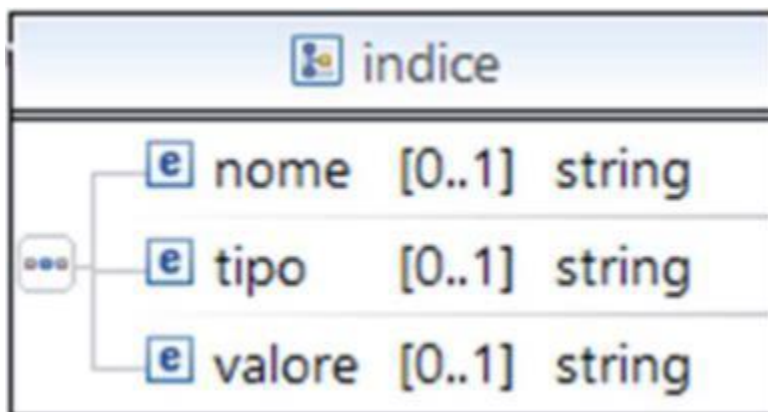 indice
e nome [0..1] string
e tipo [0..1] string
e valore [0..1] string